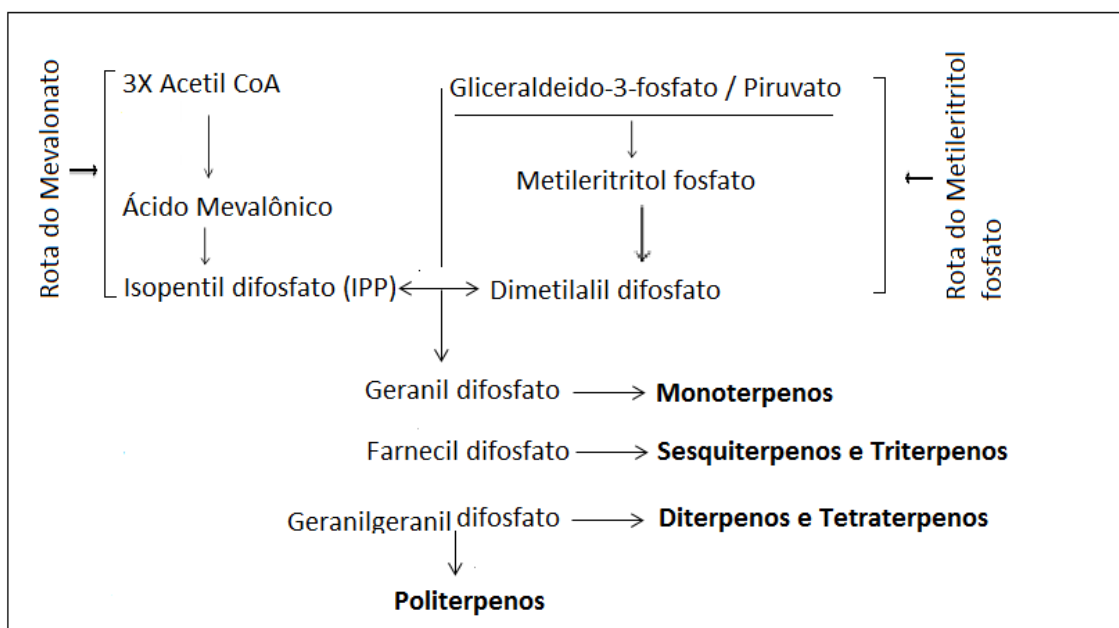 Rota do Mevalonato
3X Acetil CoA
Ácido Mevalônico
Isopentil difosfato (IPP)
Gliceraldeido-3-fosfato / Piruvato
Metileritritol fosfato
Dimetilalil difosfato
Rota do Metileritritol
fosfato
Geranil difosfato
Monoterpenos
Farnecil difosfato
Sesquiterpenos e Triterpenos
Geranilgeranil difosfato
Diterpenos e Tetraterpenos
Politerpenos